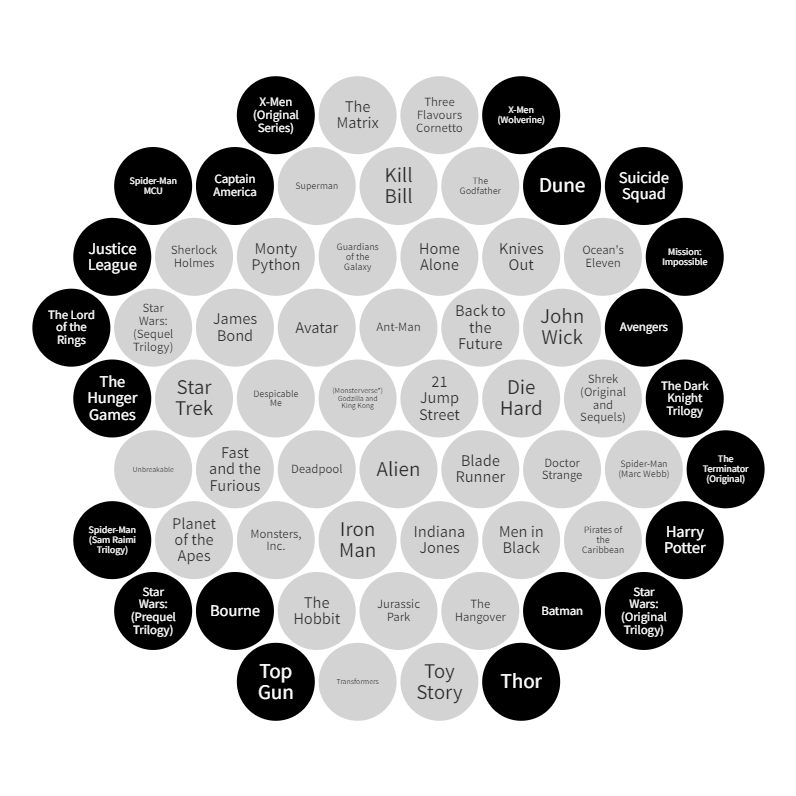 X-Men
(Original
Series)
The
Matrix
Three
Flavours
Cornetto
X-Men
(Wolverine)
Spider-Man
MCU
Captain
America
Superman
Kill
Bill
The
Godfather
Dune
Suicide
Squad
Justice
League
Sherlock
Holmes
Monty
Python
Guardians
of the
Galaxy
Home
Alone
Knives
Out
Ocean's
Eleven
Mission:
Impossible
The Lord
of the
Rings
Star
Wars:
(Sequel
Trilogy)
James
Bond
Avatar
Ant-Man
Back to
the
Future
John
Wick
Avengers
The
Hunger
Games
Star
Trek
Despicable
Me
(Monsterverse*)
Godzilla and
King Kong
21
Jump
Street
Die
Hard
Shrek
(Original
and
Sequels)
The Dark
Knight
Trilogy
Unbreakable
Fast
and the
Furious
Deadpool
Alien
Blade
Runner
Doctor
Strange
Spider-Man
(Marc Webb)
The
Terminator
(Original)
Spider-Man
(Sam Raimi
Trilogy)
Planet
of the
Apes
Monsters,
Inc.
Iron
Man
Indiana
Jones
Men in
Black
Pirates of
the
Caribbean
Harry
Potter
Star
Wars:
(Prequel
Trilogy)
Bourne
The
Hobbit
Jurassic
Park
The
Hangover
Batman
Star
Wars:
(Original
Trilogy)
Top
Gun
Transformers
Toy
Story
Thor